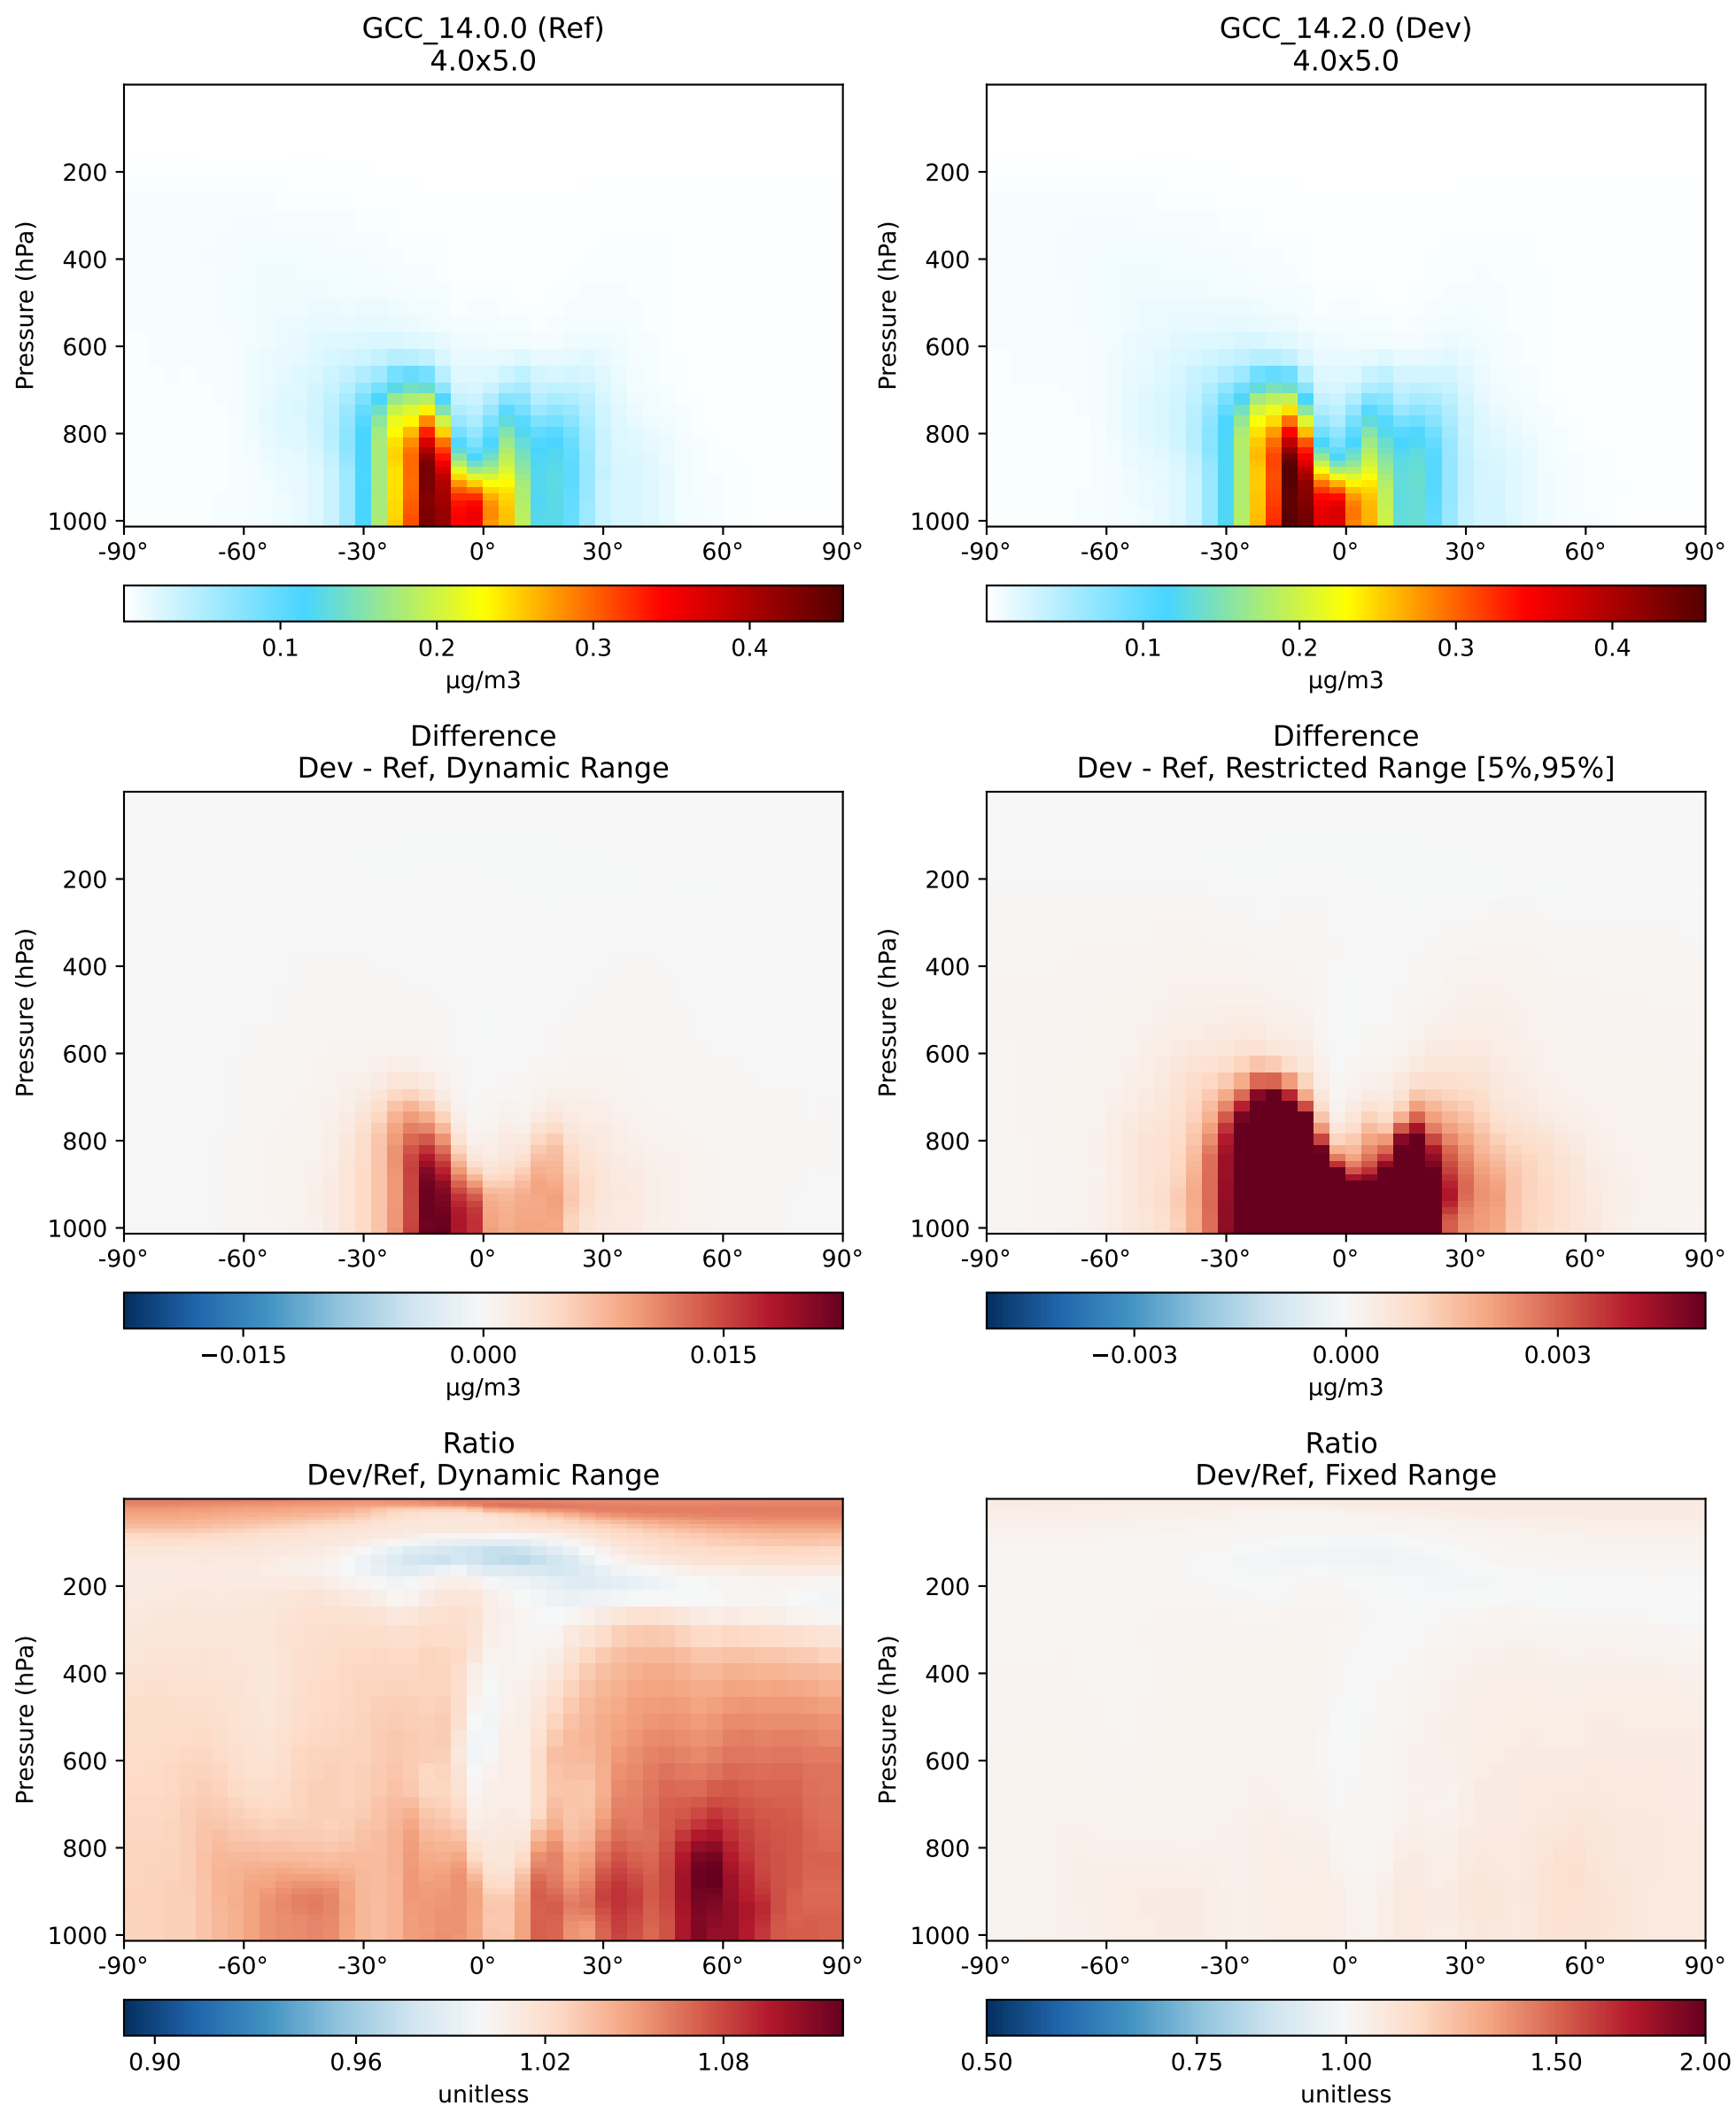 GCC_14.0.0 (Ref)
4.0x5.0
Pressure (hPa)
200
400
600
800
1000
-90° -60° -30° 0° 30° 60° 90°
0.1 0.2 0.3 0.4
µg/m3
GCC_14.2.0 (Dev)
4.0x5.0
Pressure (hPa)
200
400
600
800
1000
-90° -60° -30° 0° 30° 60° 90°
0.1 0.2 0.3 0.4
µg/m3
Difference
Dev - Ref, Dynamic Range
Pressure (hPa)
200
400
600
800
1000
-90° -60° -30° 0° 30° 60° 90°
−0.015 0.000 0.015
µg/m3
Difference
Dev - Ref, Restricted Range [5%,95%]
Pressure (hPa)
200
400
600
800
1000
-90° -60° -30° 0° 30° 60° 90°
−0.003 0.000 0.003
µg/m3
Ratio
Dev/Ref, Dynamic Range
Pressure (hPa)
200
400
600
800
1000
-90° -60° -30° 0° 30° 60° 90°
0.90 0.96 1.02 1.08
unitless
Ratio
Dev/Ref, Fixed Range
Pressure (hPa)
200
400
600
800
1000
-90° -60° -30° 0° 30° 60° 90°
0.50 0.75 1.00 1.50 2.00
unitless